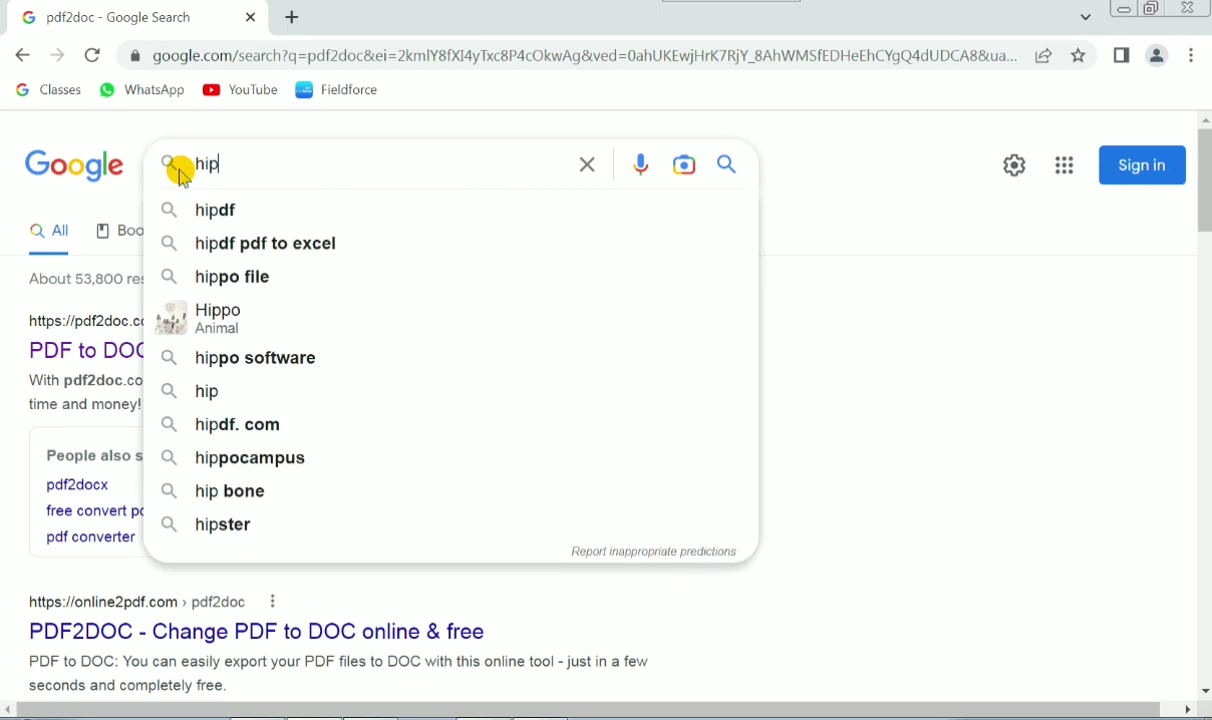 pdf2doc - Google Search
google.com/search?q=pdf2doc&ei=2kmlY8fXI4yTxc8P4cOkwAg&ved=0ahUKEwjHrK7RjY_8AhWMSfEDHeEhCYgQ4dUDCA8&ua...
Classes WhatsApp YouTube Fieldforce
Google hip Sign in
All Boo
hipdf
hipdf pdf to excel
hippo file
Hippo
Animal
hippo software
hip
hipdf. com
hippocampus
hip bone
hipster
Report inappropriate predictions
About 53,800 res
https://pdf2doc.co
PDF to DOC
With pdf2doc.co
time and money!
People also s
pdf2docx
free convert pd
pdf converter
https://online2pdf.com › pdf2doc
PDF2DOC - Change PDF to DOC online & free
PDF to DOC: You can easily export your PDF files to DOC with this online tool - just in a few
seconds and completely free.